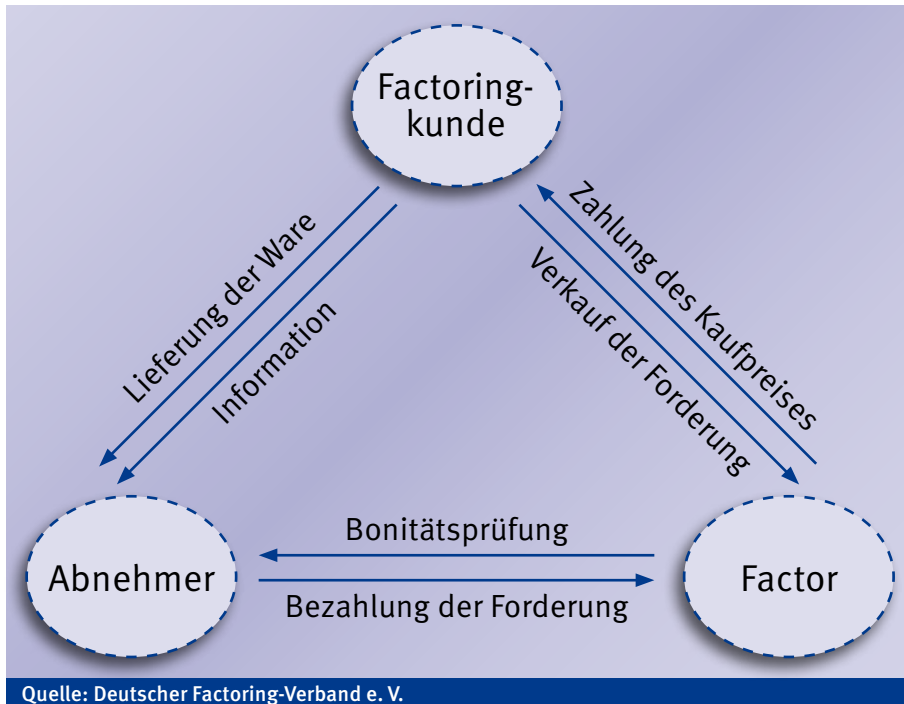 Factoring-
kunde
Lieferung der Ware
Information
Zahlung des Kaufpreises
Verkauf der Forderung
Bonitätsprüfung
Abnehmer
Bezahlung der Forderung
Factor
Quelle: Deutscher Factoring-Verband e. V.